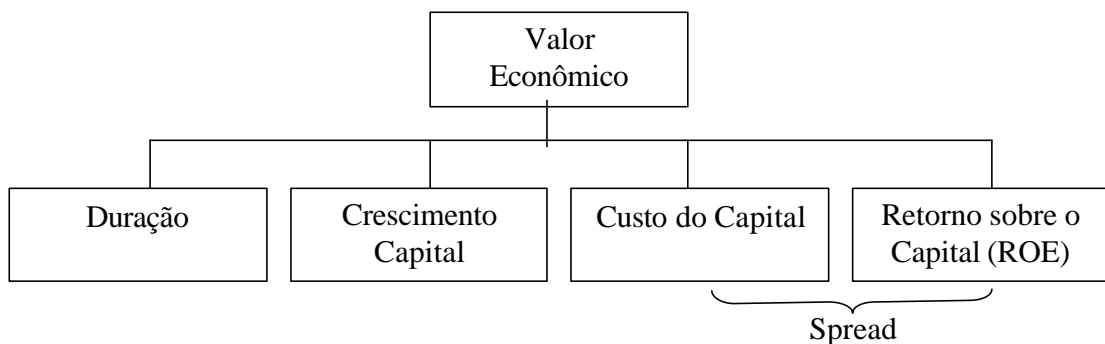 Valor
Econômico
Duração
Crescimento
Capital
Custo do Capital
Retorno sobre o
Capital (ROE)
Spread